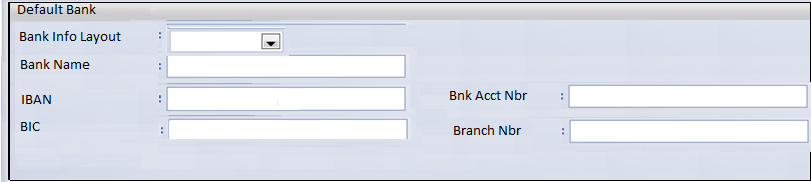 Default Bank
Bank Info Layout :
Bank Name :
IBAN : Bnk Acct Nbr :
BIC : Branch Nbr :